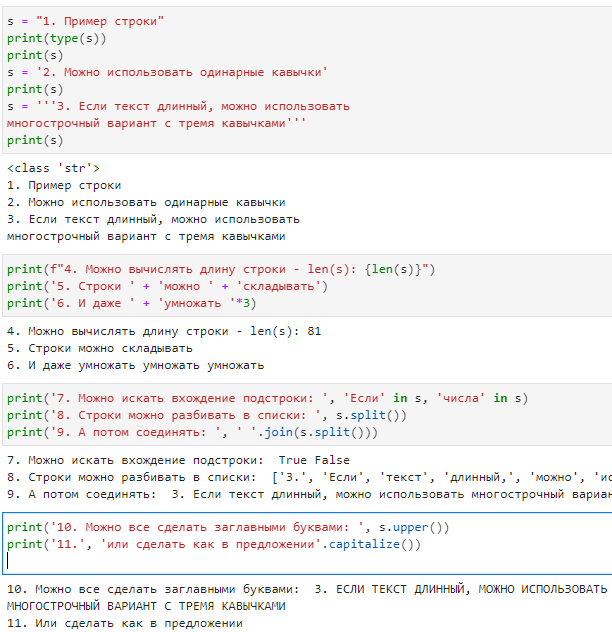 s = "1. Пример строки"
print(type(s))
print(s)
s = '2. Можно использовать одинарные кавычки'
print(s)
s = '''3. Если текст длинный, можно использовать
многострочный вариант с тремя кавычками'''
print(s)
<class 'str'>
1. Пример строки
2. Можно использовать одинарные кавычки
3. Если текст длинный, можно использовать
многострочный вариант с тремя кавычками
print(f"4. Можно вычислять длину строки - len(s): {len(s)}")
print('5. Строки ' + 'можно ' + 'складывать')
print('6. И даже ' + 'умножать '*3)
4. Можно вычислять длину строки - len(s): 81
5. Строки можно складывать
6. И даже умножать умножать умножать
print('7. Можно искать вхождение подстроки: ', 'Если' in s, 'числа' in s)
print('8. Строки можно разбивать в списки: ', s.split())
print('9. А потом соединять: ', ' '.join(s.split()))
7. Можно искать вхождение подстроки:  True False
8. Строки можно разбивать в списки:  ['3.', 'Если', 'текст', 'длинный,', 'можно', 'ис
9. А потом соединять:  3. Если текст длинный, можно использовать многострочный вариан
print('10. Можно все сделать заглавными буквами: ', s.upper())
print('11.', 'или сделать как в предложении'.capitalize())
10. Можно все сделать заглавными буквами:  3. ЕСЛИ ТЕКСТ ДЛИННЫЙ, МОЖНО ИСПОЛЬЗОВАТЬ
МНОГОСТРОЧНЫЙ ВАРИАНТ С ТРЕМЯ КАВЫЧКАМИ
11. Или сделать как в предложении